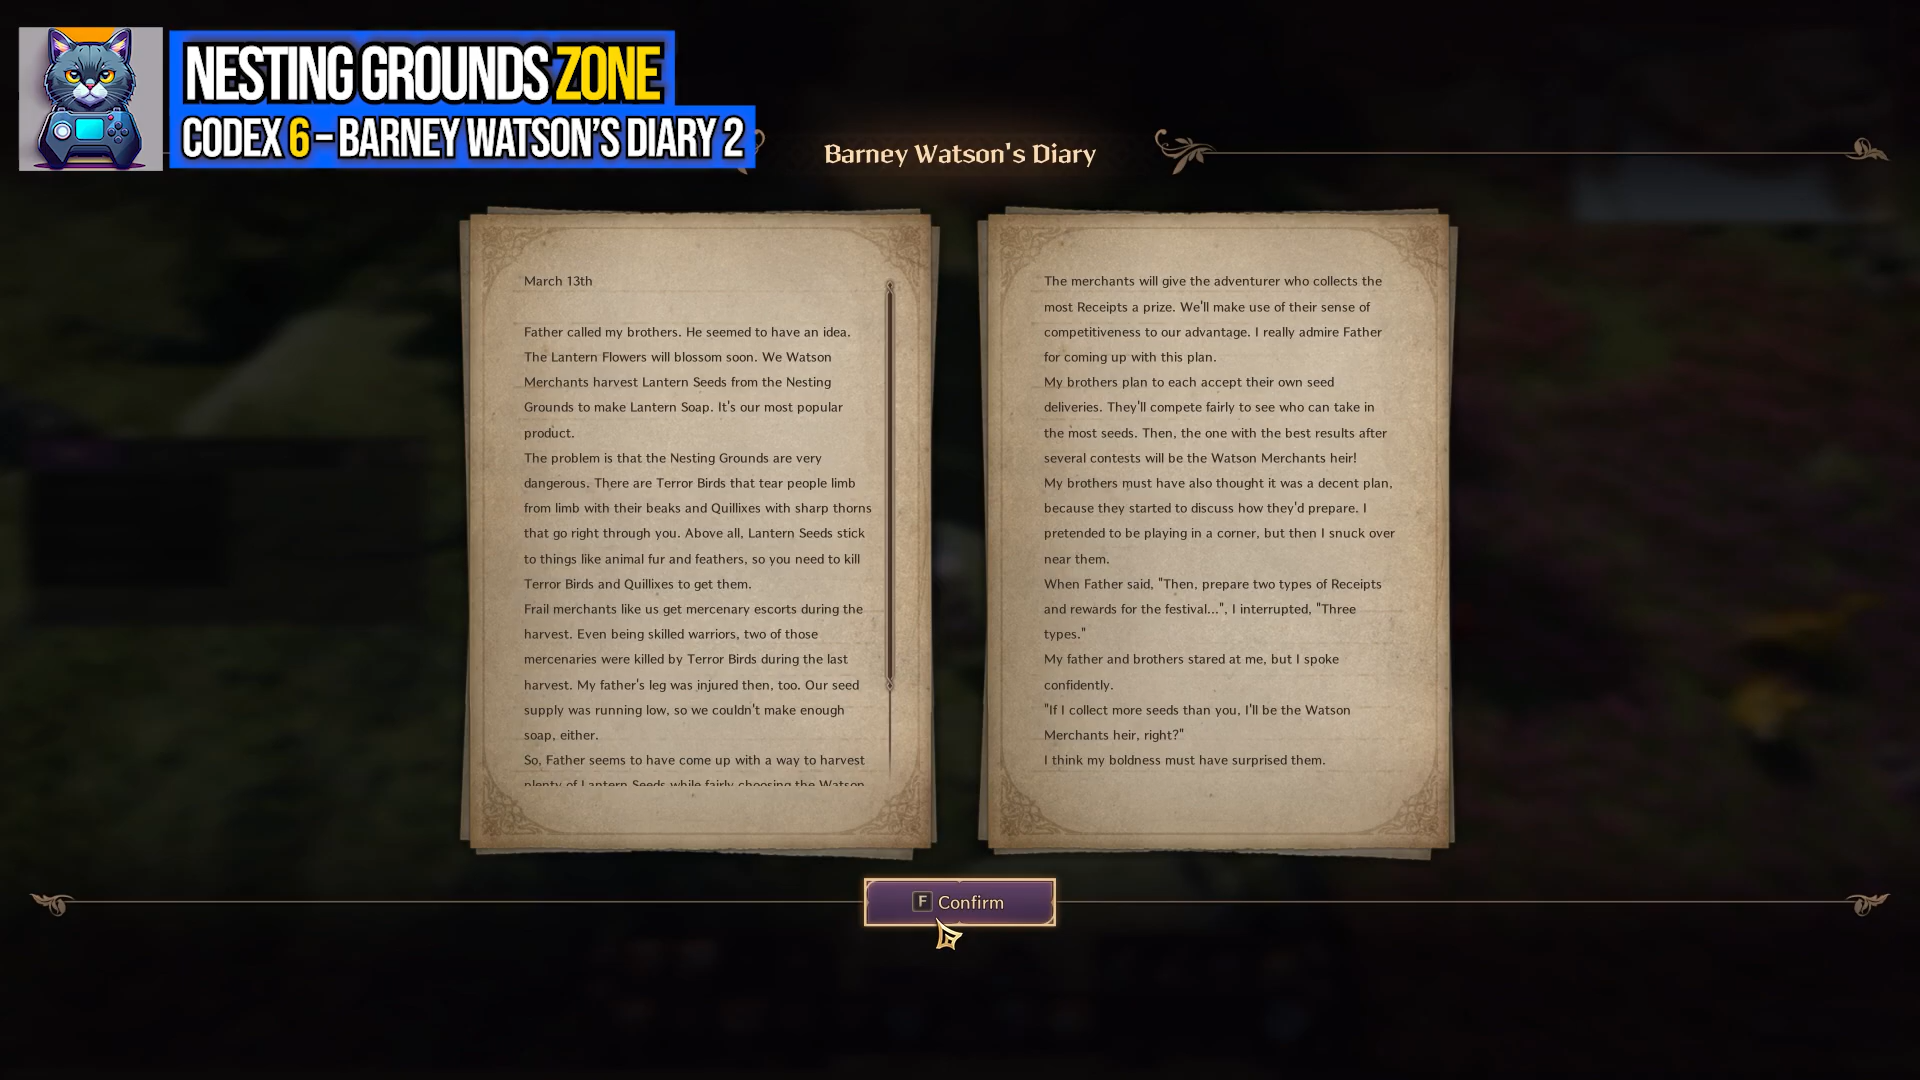 NESTING GROUNDS ZONE
CODEX 6 – BARNEY WATSON'S DIARY 2
Barney Watson's Diary
March 13th
Father called my brothers. He seemed to have an idea.
The Lantern Flowers will blossom soon. We Watson
Merchants harvest Lantern Seeds from the Nesting
Grounds to make Lantern Soap. It's our most popular
product.
The problem is that the Nesting Grounds are very
dangerous. There are Terror Birds that tear people limb
from limb with their beaks and Quillixes with sharp thorns
that go right through you. Above all, Lantern Seeds stick
to things like animal fur and feathers, so you need to kill
Terror Birds and Quillixes to get them.
Frail merchants like us get mercenary escorts during the
harvest. Even being skilled warriors, two of those
mercenaries were killed by Terror Birds during the last
harvest. My father's leg was injured then, too. Our seed
supply was running low, so we couldn't make enough
soap, either.
So, Father seems to have come up with a way to harvest
plenty of Lantern Seeds while fairly choosing the Watson
The merchants will give the adventurer who collects the
most Receipts a prize. We'll make use of their sense of
competitiveness to our advantage. I really admire Father
for coming up with this plan.
My brothers plan to each accept their own seed
deliveries. They'll compete fairly to see who can take in
the most seeds. Then, the one with the best results after
several contests will be the Watson Merchants heir!
My brothers must have also thought it was a decent plan,
because they started to discuss how they'd prepare. I
pretended to be playing in a corner, but then I snuck over
near them.
When Father said, "Then, prepare two types of Receipts
and rewards for the festival...", I interrupted, "Three
types."
My father and brothers stared at me, but I spoke
confidently.
"If I collect more seeds than you, I'll be the Watson
Merchants heir, right?"
I think my boldness must have surprised them.
F Confirm